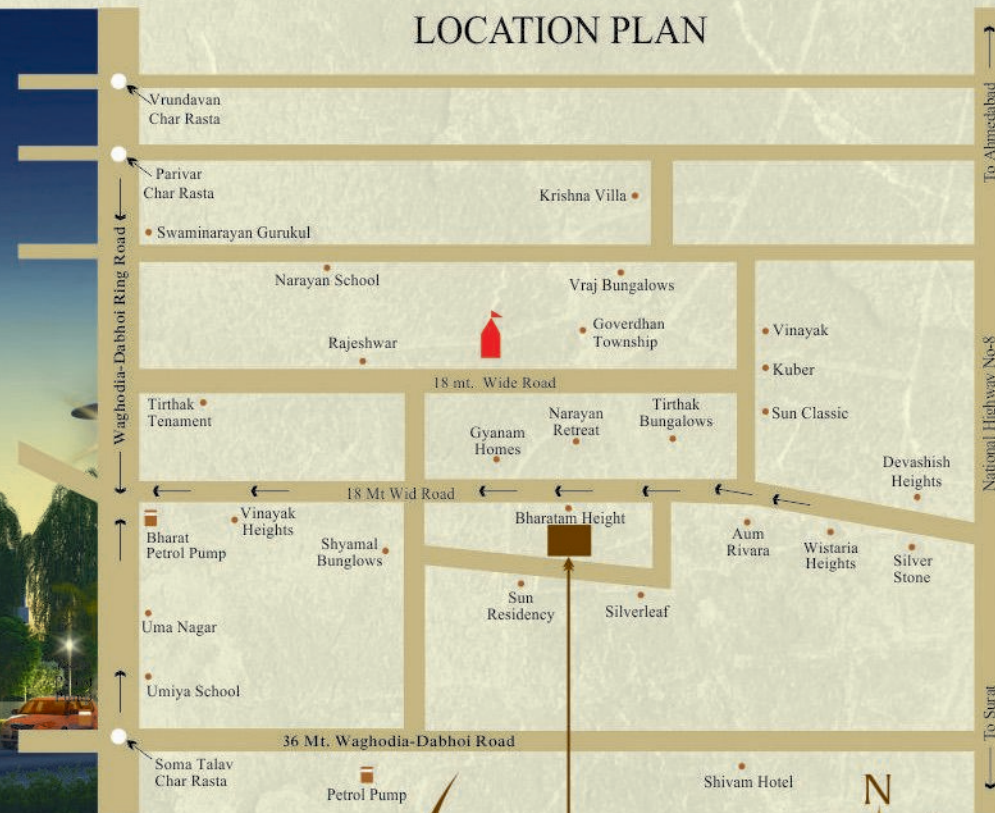 LOCATION PLAN
To Ahmedabad
Vrundavan
Char Rasta
Parivar
Char Rasta
Krishna Villa
Swaminarayan Gurukul
Waghodia-Dabhoi Ring Road
Narayan School
Vraj Bungalows
Goverdhan
Township
Rajeshwar
Vinayak
Kuber
Sun Classic
National Highway No-8
18 mt. Wide Road
Tirthak
Tenament
Gyanam
Homes
Narayan
Retreat
Tirthak
Bungalows
Devashish
Heights
18 Mt Wid Road
Bharat
Petrol Pump
Vinayak
Heights
Shyamal
Bunglows
Bharatam Height
Aum
Rivara
Wistaria
Heights
Silver
Stone
Sun
Residency
Silverleaf
Uma Nagar
Umiya School
To Surat
36 Mt. Waghodia-Dabhoi Road
Soma Talav
Char Rasta
Petrol Pump
Shivam Hotel
N